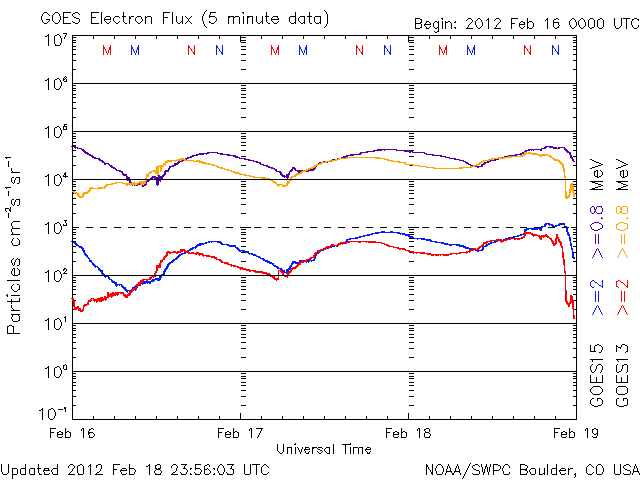 GOES Electron Flux (5 minute data)
Begin: 2012 Feb 16 0000 UTC
M M N N M M N N M M N N
10⁷
10⁶
10⁵
10⁴
10³
10²
10¹
10⁰
10⁻¹
Particles cm⁻²s⁻¹sr⁻¹
Feb 16 Feb 17 Feb 18 Feb 19
Universal Time
GOES15 >=2 >=0.8 MeV
GOES13 >=2 >=0.8 MeV
Updated 2012 Feb 18 23:56:03 UTC
NOAA/SWPC Boulder, CO USA